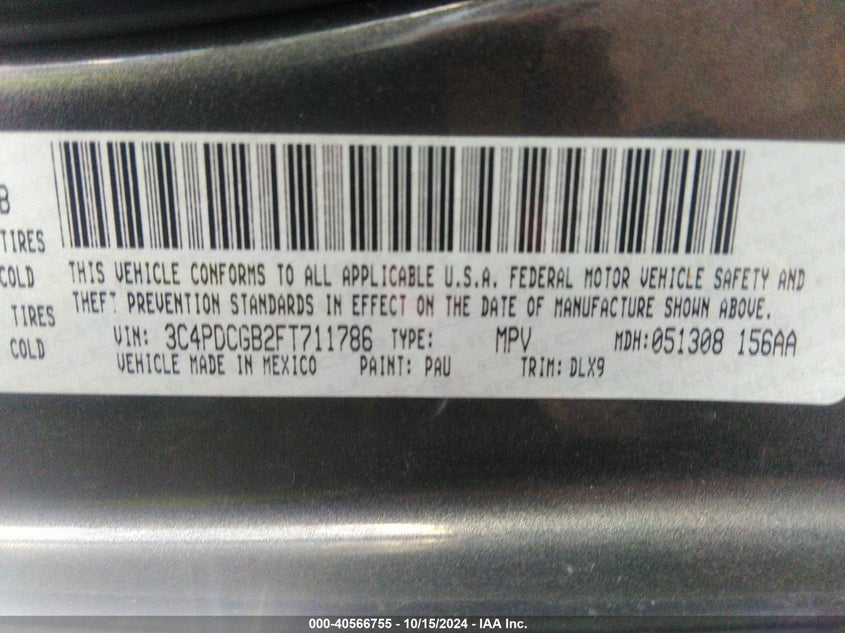 B
TIRES
COLD
TIRES
COLD
THIS VEHICLE CONFORMS TO ALL APPLICABLE U.S.A. FEDERAL MOTOR VEHICLE SAFETY AND
THEFT PREVENTION STANDARDS IN EFFECT ON THE DATE OF MANUFACTURE SHOWN ABOVE.
VIN: 3C4PDCGB2FT711786 TYPE: MPV MDH:051308 156AA
VEHICLE MADE IN MEXICO PAINT: PAU TRIM: DLX9
000-40566755 - 10/15/2024 - IAA Inc.